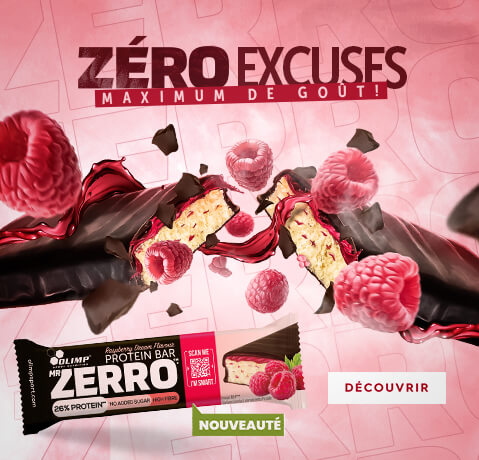 ZÉRO EXCUSES
MAXIMUM DE GOÛT!
Raspberry Dream Flavour
PROTEIN BAR
OLIMP
MR
ZERRO
26% PROTEIN
NO ADDED SUGAR
HIGH FIBRE
SCAN ME
I'M SMART
olimpsport.com
DÉCOUVRIR
NOUVEAUTÉ